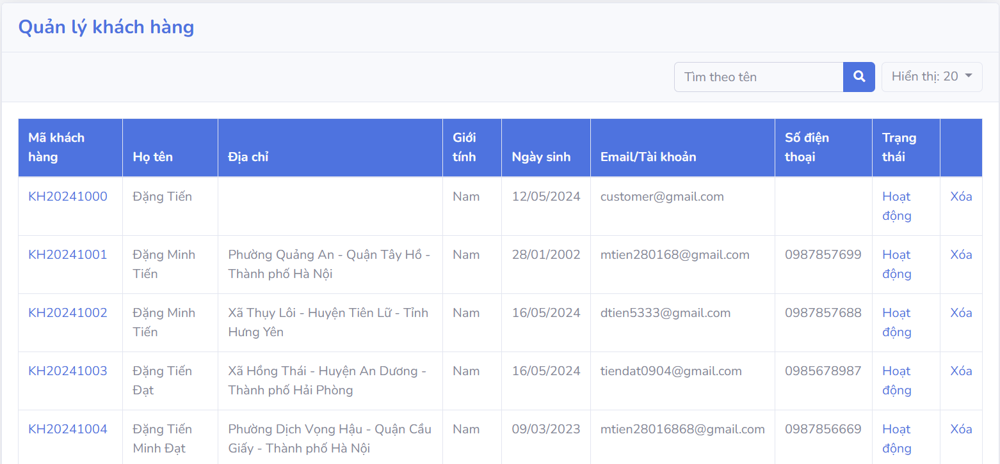 Quản lý khách hàng
Tìm theo tên
Hiển thị: 20
Mã khách hàng Họ tên Địa chỉ Giới tính Ngày sinh Email/Tài khoản Số điện thoại Trạng thái
KH20241000 Đặng Tiến Nam 12/05/2024 customer@gmail.com Hoạt động Xóa
KH20241001 Đặng Minh Tiến Phường Quảng An - Quận Tây Hồ - Thành phố Hà Nội Nam 28/01/2002 mtien280168@gmail.com 0987857699 Hoạt động Xóa
KH20241002 Đặng Minh Tiến Xã Thụy Lôi - Huyện Tiên Lữ - Tỉnh Hưng Yên Nam 16/05/2024 dtien5333@gmail.com 0987857688 Hoạt động Xóa
KH20241003 Đặng Tiến Đạt Xã Hồng Thái - Huyện An Dương - Thành phố Hải Phòng Nam 16/05/2024 tiendat0904@gmail.com 0985678987 Hoạt động Xóa
KH20241004 Đặng Tiến Minh Đạt Phường Dịch Vọng Hậu - Quận Cầu Giấy - Thành phố Hà Nội Nam 09/03/2023 mtien28016868@gmail.com 0987856669 Hoạt động Xóa